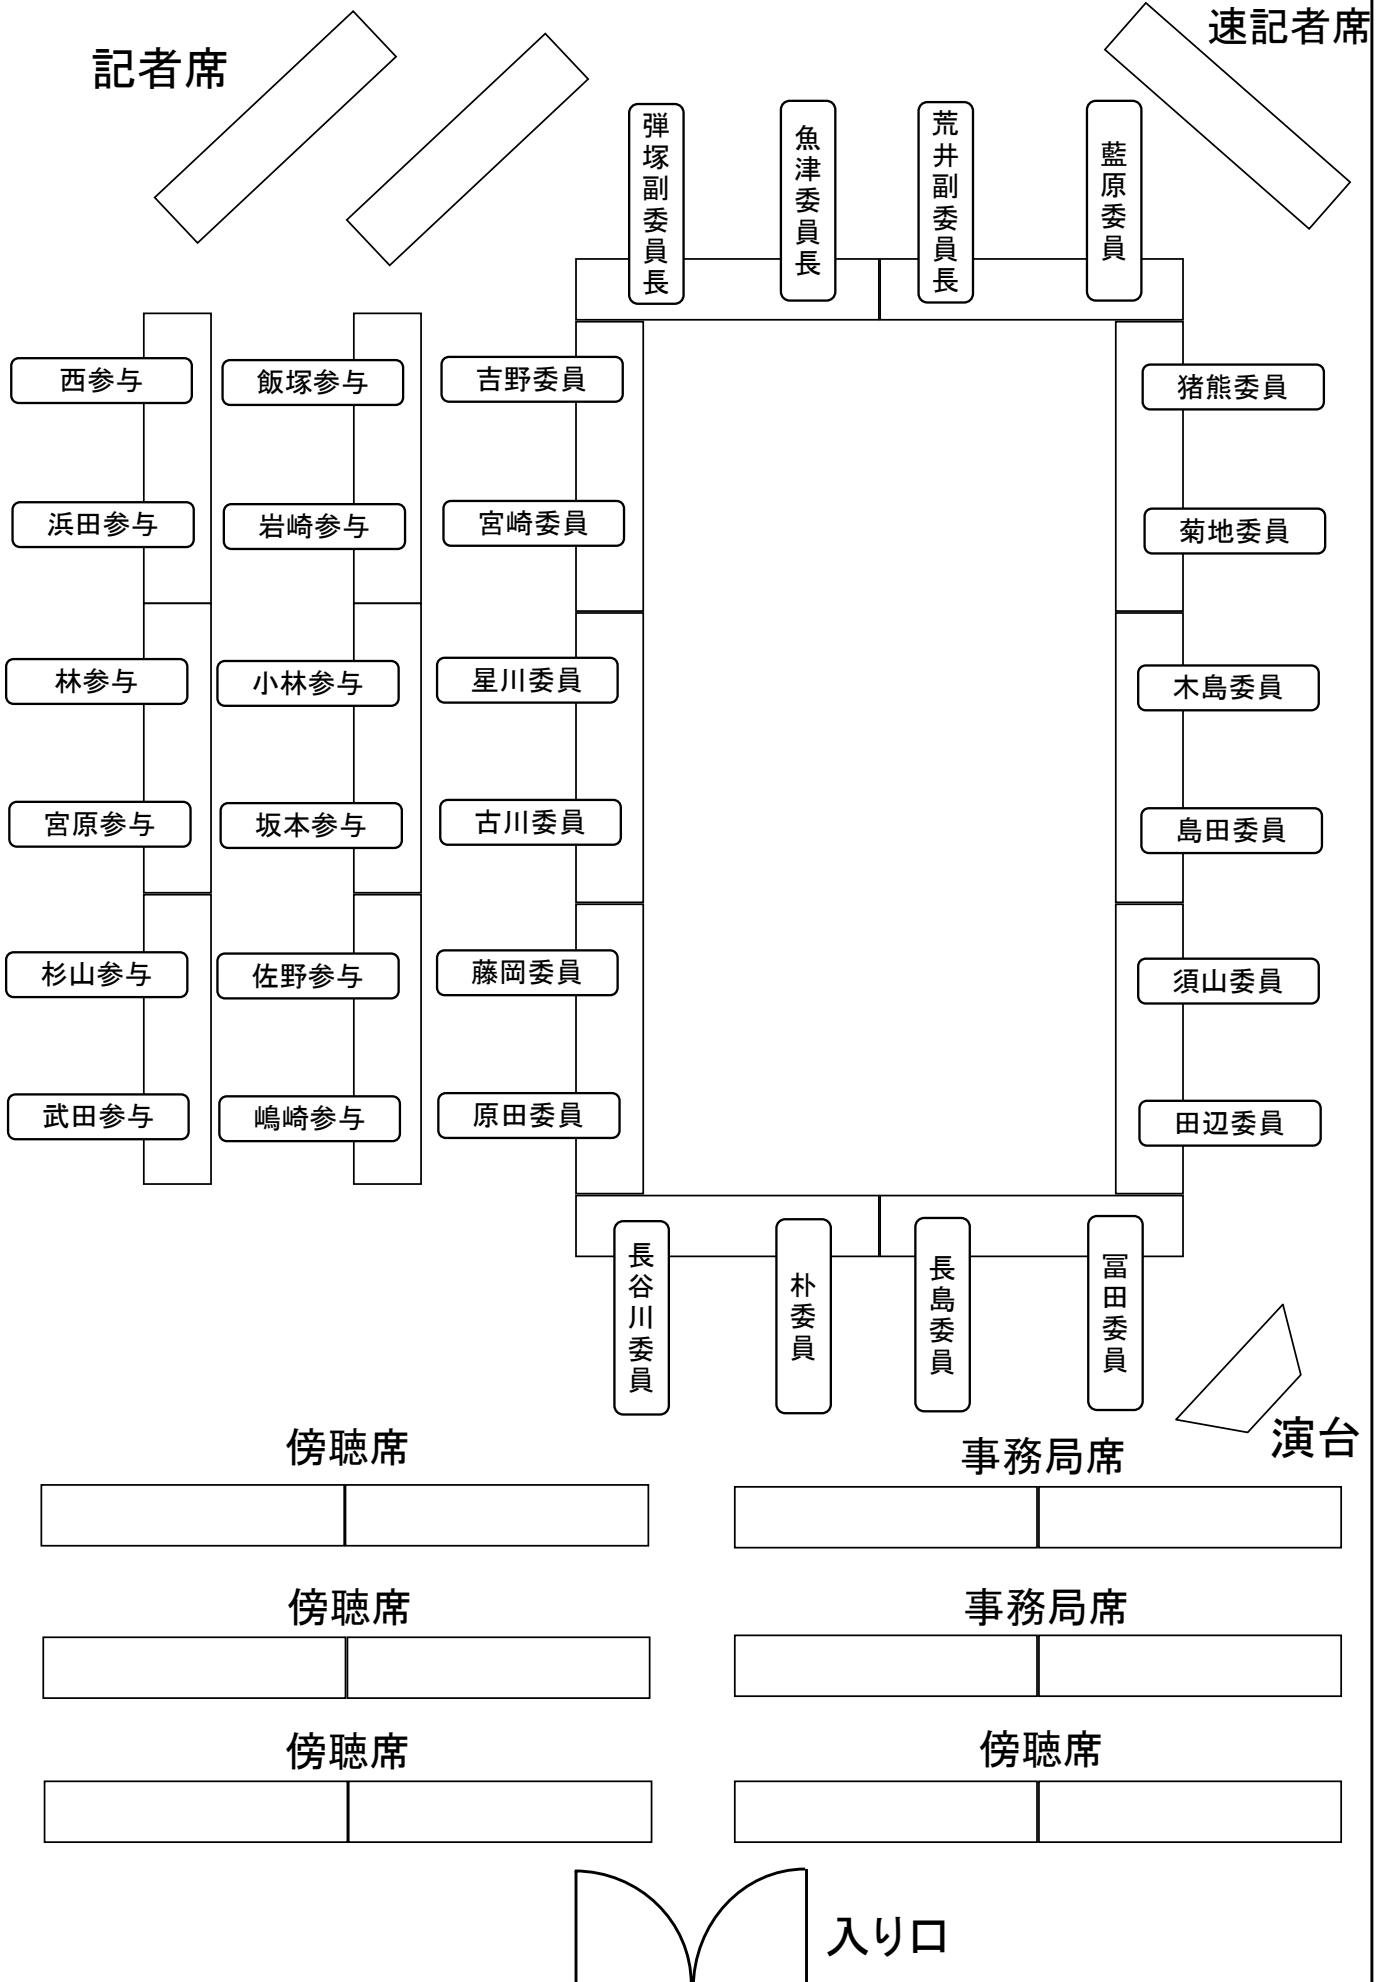 記者席
速記者席
弾塚副委員長
魚津委員長
荒井副委員長
藍原委員
西参与
飯塚参与
吉野委員
猪熊委員
浜田参与
岩崎参与
宮崎委員
菊地委員
林参与
小林参与
星川委員
木島委員
宮原参与
坂本参与
古川委員
島田委員
杉山参与
佐野参与
藤岡委員
須山委員
武田参与
嶋崎参与
原田委員
田辺委員
長谷川委員
朴委員
長島委員
冨田委員
演台
傍聴席
事務局席
傍聴席
事務局席
傍聴席
傍聴席
入り口